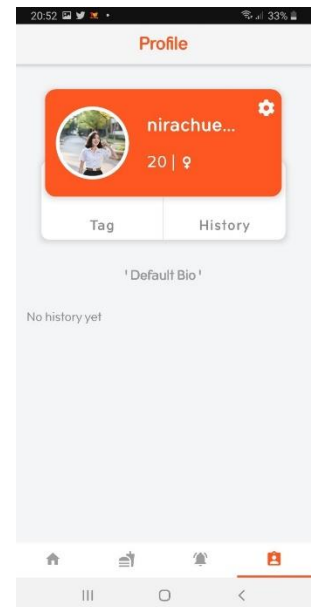 20:52 33%
Profile
nirachue...
20 | ♀
Tag History
' Default Bio '
No history yet